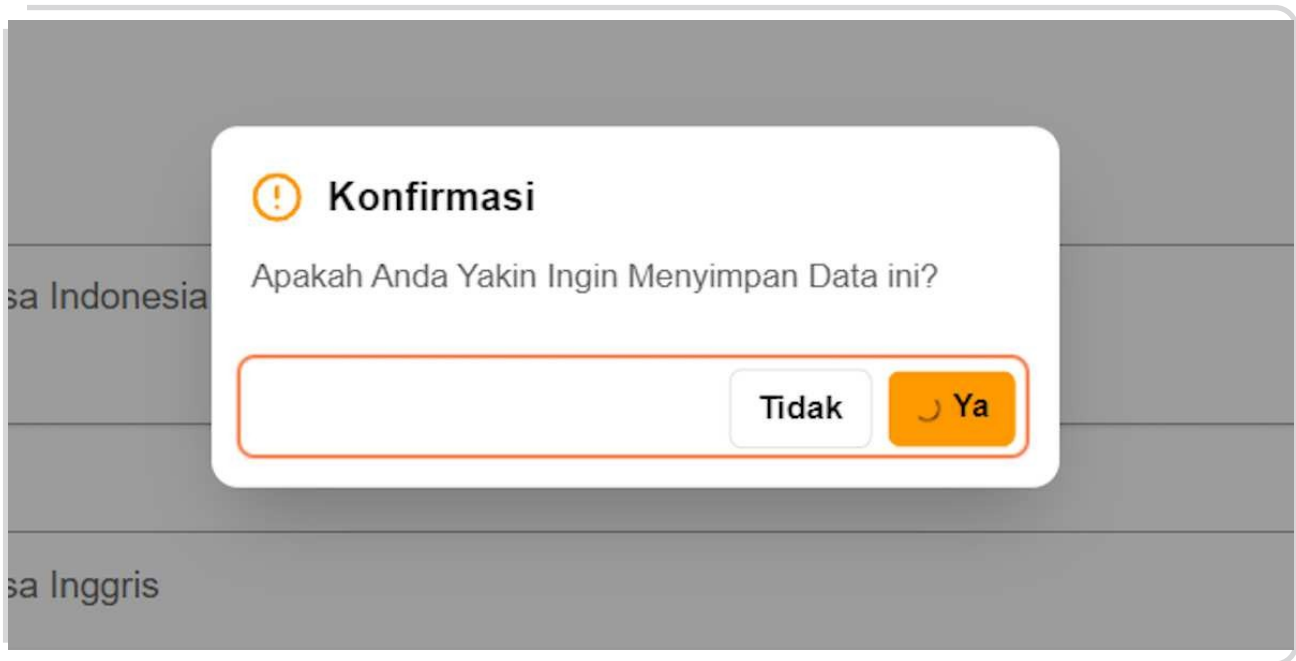 Konfirmasi
Apakah Anda Yakin Ingin Menyimpan Data ini?
sa Indonesia
Tidak
Ya
sa Inggris